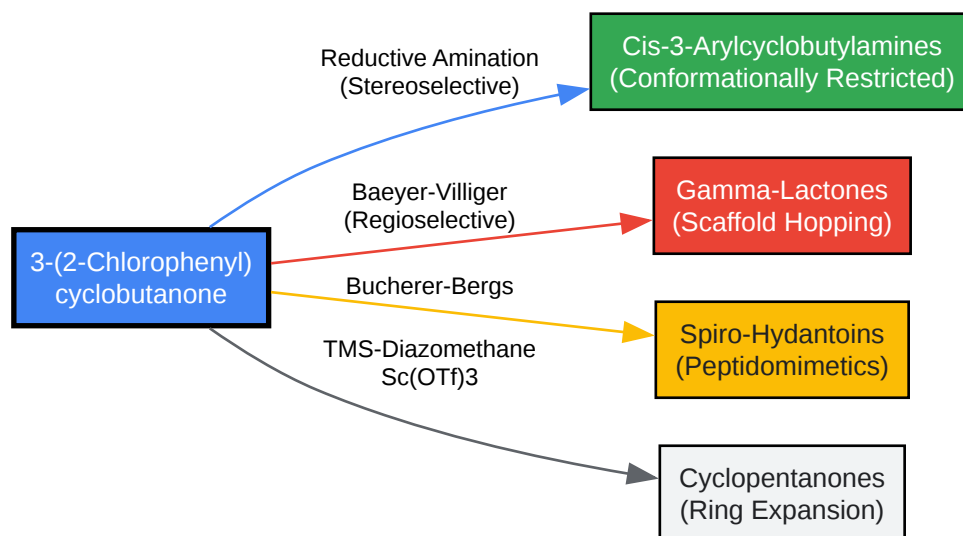 Reductive Amination
(Stereoselective)
Cis-3-Arylcyclobutylamines
(Conformationally Restricted)
Baeyer-Villiger
(Regioselective)
Gamma-Lactones
(Scaffold Hopping)
3-(2-Chlorophenyl)
cyclobutanone
Bucherer-Bergs
Spiro-Hydantoins
(Peptidomimetics)
TMS-Diazomethane
Sc(OTf)3
Cyclopentanones
(Ring Expansion)